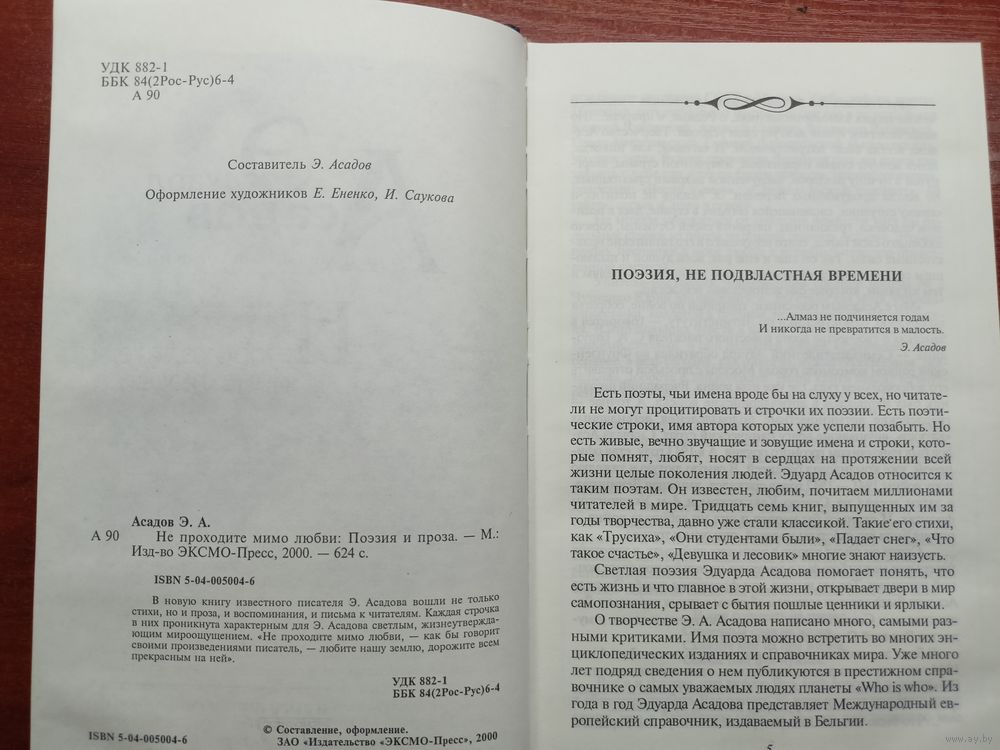 УДК 882-1
ББК 84(2Рос-Рус)6-4
А 90
Составитель Э. Асадов
Оформление художников Е. Ененко, И. Саукова
Асадов Э. А.
А 90 Не проходите мимо любви: Поэзия и проза. — М.:
Изд-во ЭКСМО-Пресс, 2000. — 624 с.
ISBN 5-04-005004-6
В новую книгу известного писателя Э. Асадова вошли не только
стихи, но и проза, и воспоминания, и письма к читателям. Каждая строчка
в них проникнута характерным для Э. Асадова светлым, жизнеутвержда-
ющим мироощущением. «Не проходите мимо любви, — как бы говорит
своими произведениями писатель, — любите нашу землю, дорожите всем
прекрасным на ней».
УДК 882-1
ББК 84(2Рос-Рус)6-4
© Составление, оформление.
ЗАО «Издательство «ЭКСМО-Пресс», 2000
ISBN 5-04-005004-6
ПОЭЗИЯ, НЕ ПОДВЛАСТНАЯ ВРЕМЕНИ
...Алмаз не подчиняется годам
И никогда не превратится в малость.
Э. Асадов
Есть поэты, чьи имена вроде бы на слуху у всех, но читате-
ли не могут процитировать и строчки их поэзии. Есть поэти-
ческие строки, имя автора которых уже успели позабыть. Но
есть живые, вечно звучащие и зовущие имена и строки, кото-
рые помнят, любят, носят в сердцах на протяжении всей
жизни целые поколения людей. Эдуард Асадов относится к
таким поэтам. Он известен, любим, почитаем миллионами
читателей в мире. Тридцать семь книг, выпущенных им за
годы творчества, давно уже стали классикой. Такие его стихи,
как «Трусиха», «Они студентами были», «Падает снег», «Что
такое счастье», «Девушка и лесовик» многие знают наизусть.
Светлая поэзия Эдуарда Асадова помогает понять, что
есть жизнь и что главное в этой жизни, открывает двери в мир
самопознания, срывает с бытия пошлые ценники и ярлыки.
О творчестве Э. А. Асадова написано много, самыми раз-
ными критиками. Имя поэта можно встретить во многих эн-
циклопедических изданиях и справочниках мира. Уже много
лет подряд сведения о нем публикуются в престижном спра-
вочнике о самых уважаемых людях планеты «Who is who». Из
года в год Эдуарда Асадова представляет Международный ев-
ропейский справочник, издаваемый в Бельгии.
5
www.ay.by